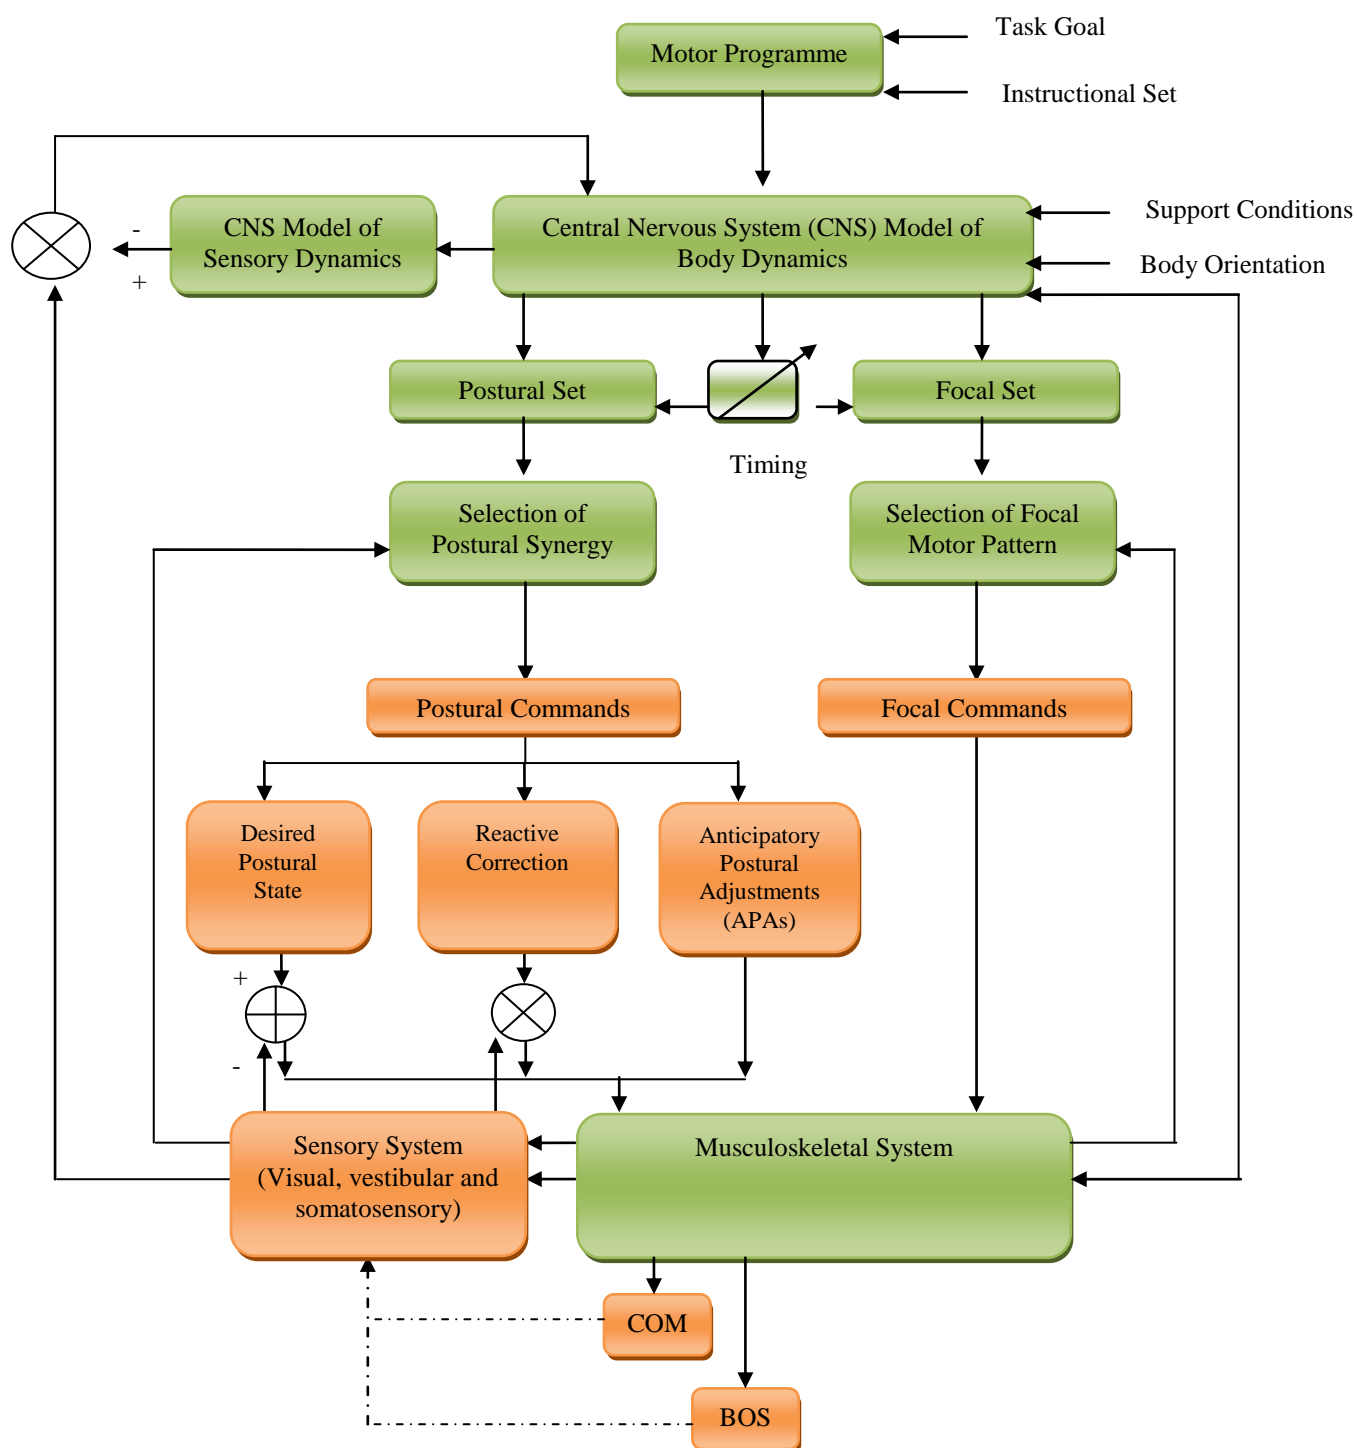 Task Goal
Motor Programme
Instructional Set
CNS Model of
Sensory Dynamics
-
+
Central Nervous System (CNS) Model of
Body Dynamics
Support Conditions
Body Orientation
Postural Set
Focal Set
Timing
Selection of
Postural Synergy
Selection of Focal
Motor Pattern
Postural Commands
Focal Commands
Desired
Postural
State
Reactive
Correction
Anticipatory
Postural
Adjustments
(APAs)
+
-
Sensory System
(Visual, vestibular and
somatosensory)
Musculoskeletal System
COM
BOS